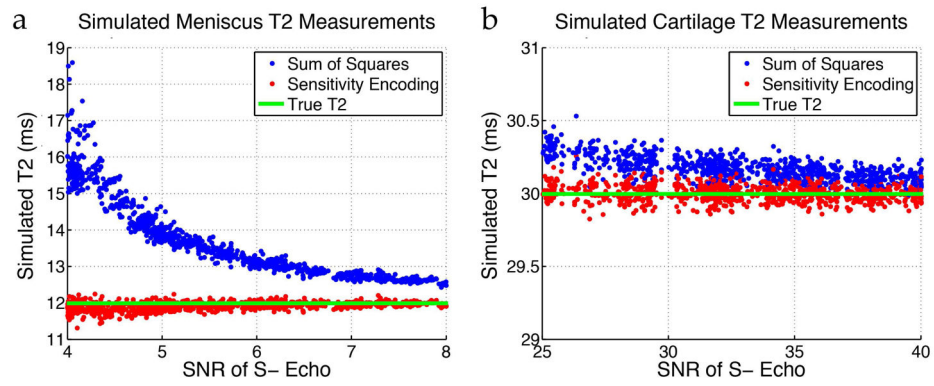 a
Simulated Meniscus T2 Measurements
19
18
17
16
15
14
13
12
11
Simulated T2 (ms)
Sum of Squares
Sensitivity Encoding
True T2
4 5 6 7 8
SNR of S− Echo
b
Simulated Cartilage T2 Measurements
31
30.5
30
29.5
29
Simulated T2 (ms)
Sum of Squares
Sensitivity Encoding
True T2
25 30 35 40
SNR of S− Echo